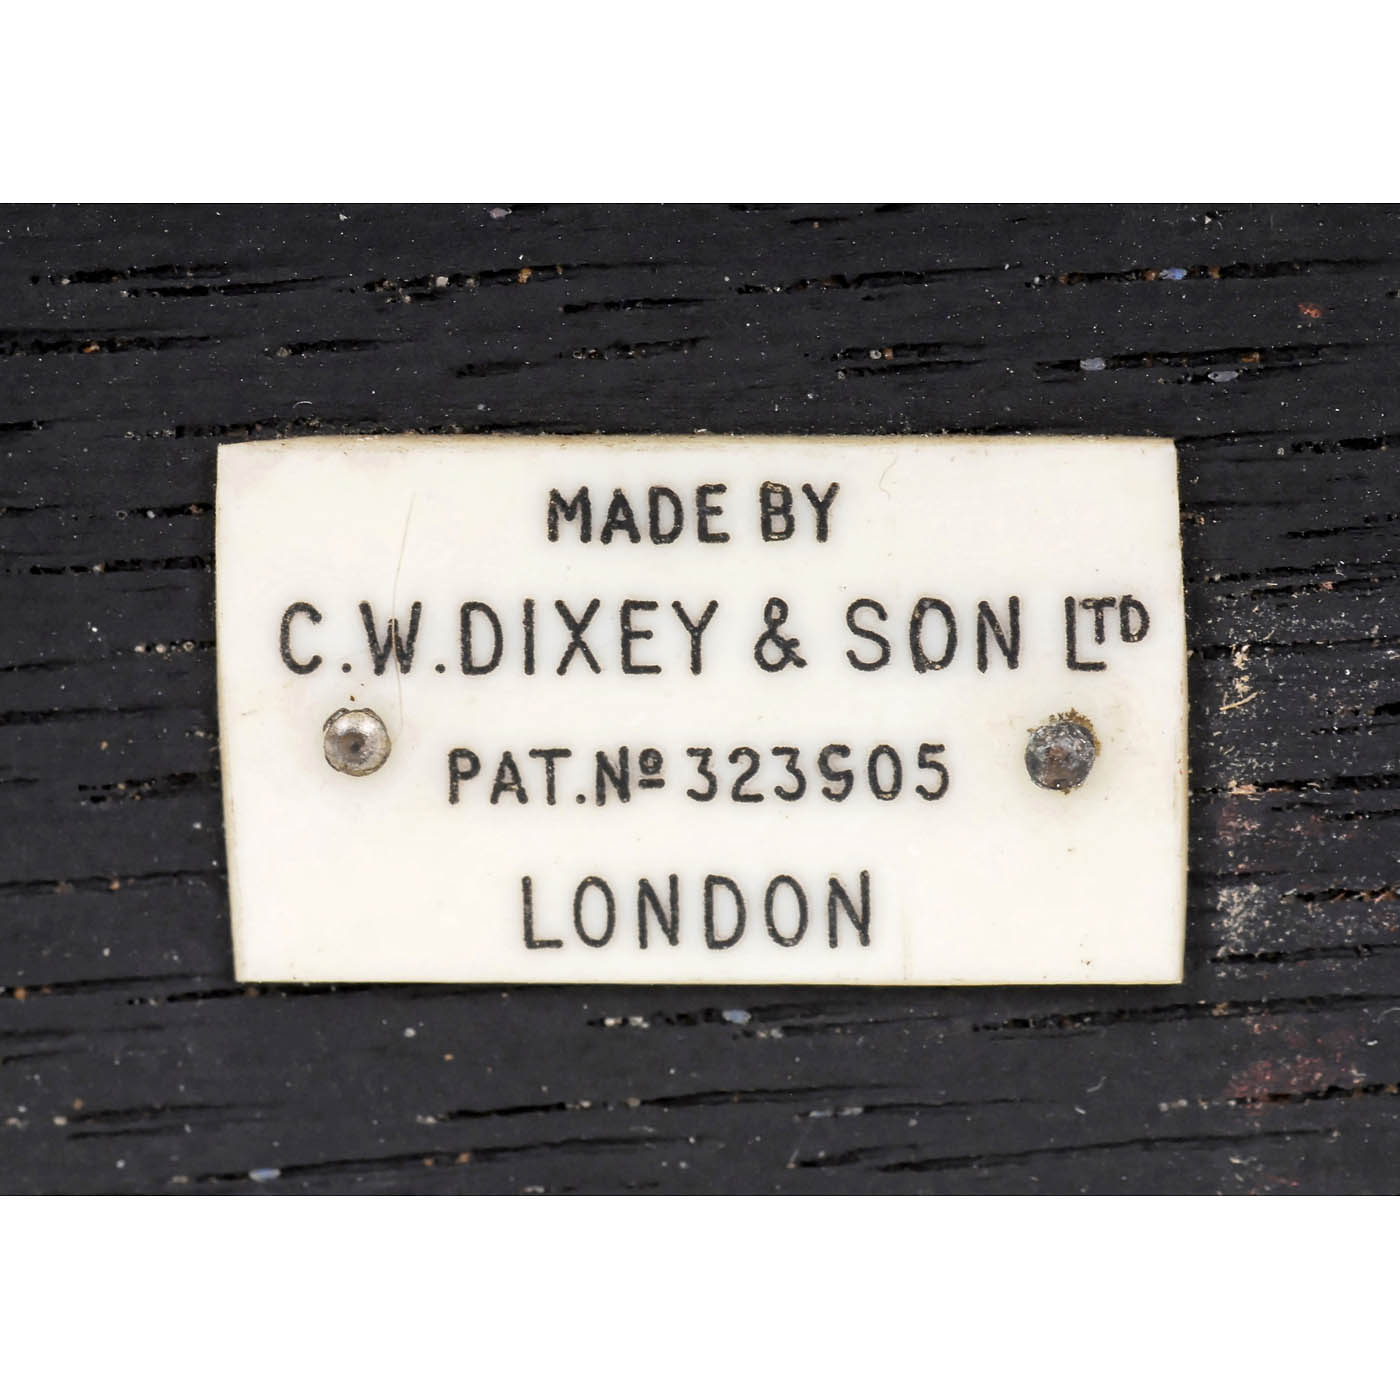 MADE BY
C.W.DIXEY & SON LTD
PAT.Nº 323905
LONDON